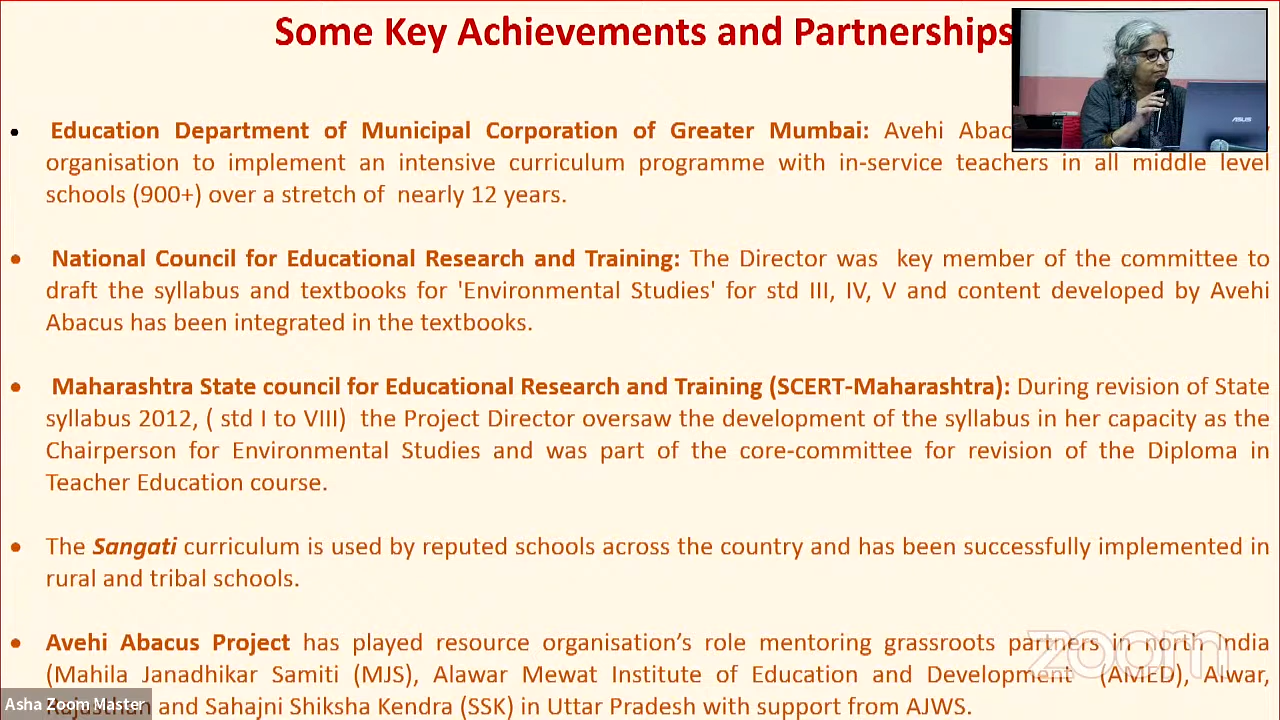 Some Key Achievements and Partnerships
• Education Department of Municipal Corporation of Greater Mumbai: Avehi
organisation to implement an intensive curriculum programme with in-service teachers in all middle level
schools (900+) over a stretch of nearly 12 years.
• National Council for Educational Research and Training: The Director was key member of the committee to
draft the syllabus and textbooks for 'Environmental Studies' for std III, IV, V and content developed by Avehi
Abacus has been integrated in the textbooks.
• Maharashtra State council for Educational Research and Training (SCERT-Maharashtra): During revision of State
syllabus 2012, ( std I to VIII) the Project Director oversaw the development of the syllabus in her capacity as the
Chairperson for Environmental Studies and was part of the core-committee for revision of the Diploma in
Teacher Education course.
• The Sangati curriculum is used by reputed schools across the country and has been successfully implemented in
rural and tribal schools.
• Avehi Abacus Project has played resource organisation's role mentoring grassroots partners in north India
(Mahila Janadhikar Samiti (MJS), Alawar Mewat Institute of Education and Development (AMED), Alwar,
Rajasthan and Sahajni Shiksha Kendra (SSK) in Uttar Pradesh with support from AJWS.
ASUS
zoom
Asha Zoom Master